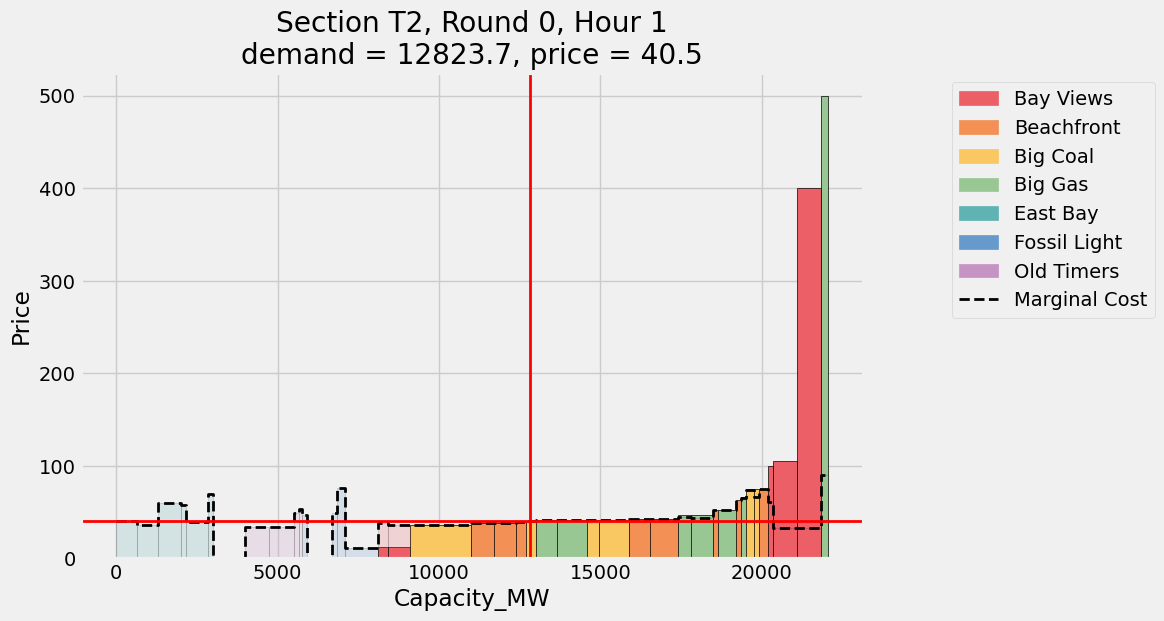 Section T2, Round 0, Hour 1
demand = 12823.7, price = 40.5
Price
500
400
300
200
100
0
0
5000
10000
15000
20000
Capacity_MW
Bay Views
Beachfront
Big Coal
Big Gas
East Bay
Fossil Light
Old Timers
Marginal Cost